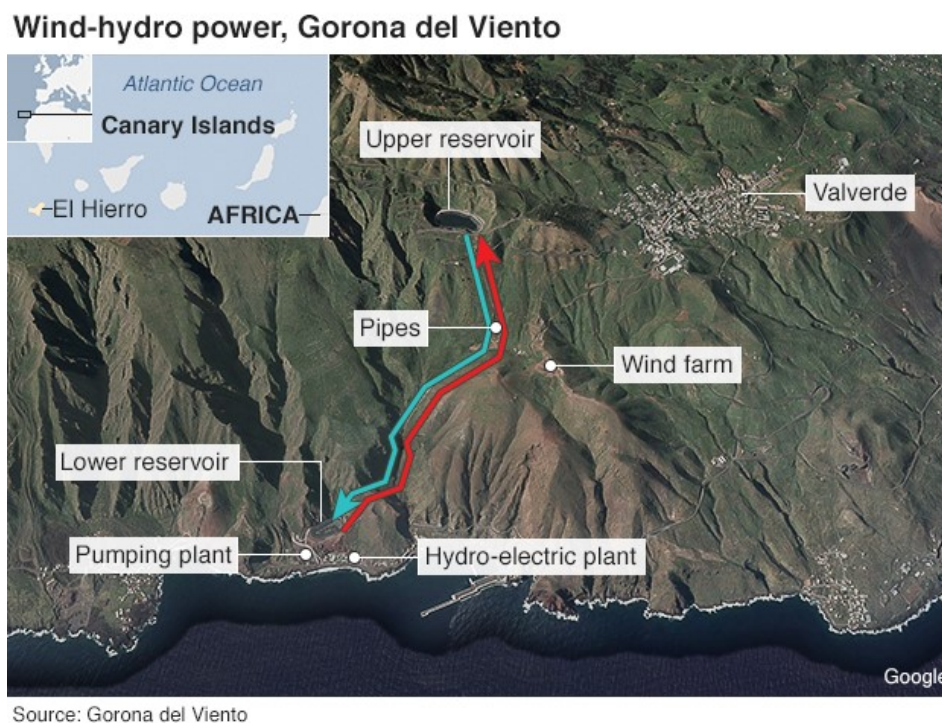 Wind-hydro power, Gorona del Viento
Atlantic Ocean
Canary Islands
El Hierro
AFRICA
Upper reservoir
Valverde
Pipes
Wind farm
Lower reservoir
Pumping plant
Hydro-electric plant
Google
Source: Gorona del Viento